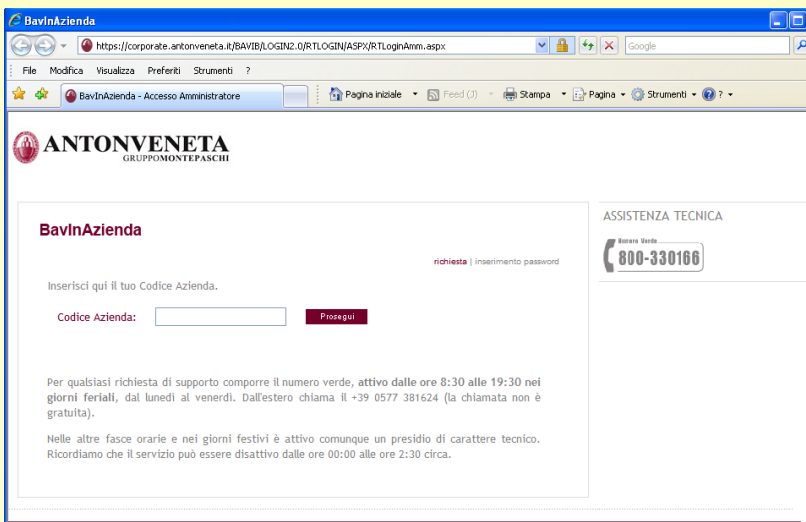 BavInAzienda
https://corporate.antonveneta.it/BAVIB/LOGIN2.0/RTLOGIN/ASPX/RTLoginAmm.aspx
Google
File Modifica Visualizza Preferiti Strumenti ?
BavInAzienda - Accesso Amministratore
Pagina iniziale Feed (J) Stampa Pagina Strumenti ?
ANTONVENETA
GRUPPOMONTEPASCHI
ASSISTENZA TECNICA
Numero Verde
800-330166
BavInAzienda
richiesta | inserimento password
Inserisci qui il tuo Codice Azienda.
Codice Azienda: Prosegui
Per qualsiasi richiesta di supporto comporre il numero verde, attivo dalle ore 8:30 alle 19:30 nei
giorni feriali, dal lunedì al venerdì. Dall'estero chiama il +39 0577 381624 (la chiamata non è
gratuita).
Nelle altre fasce orarie e nei giorni festivi è attivo comunque un presidio di carattere tecnico.
Ricordiamo che il servizio può essere disattivo dalle ore 00:00 alle ore 2:30 circa.